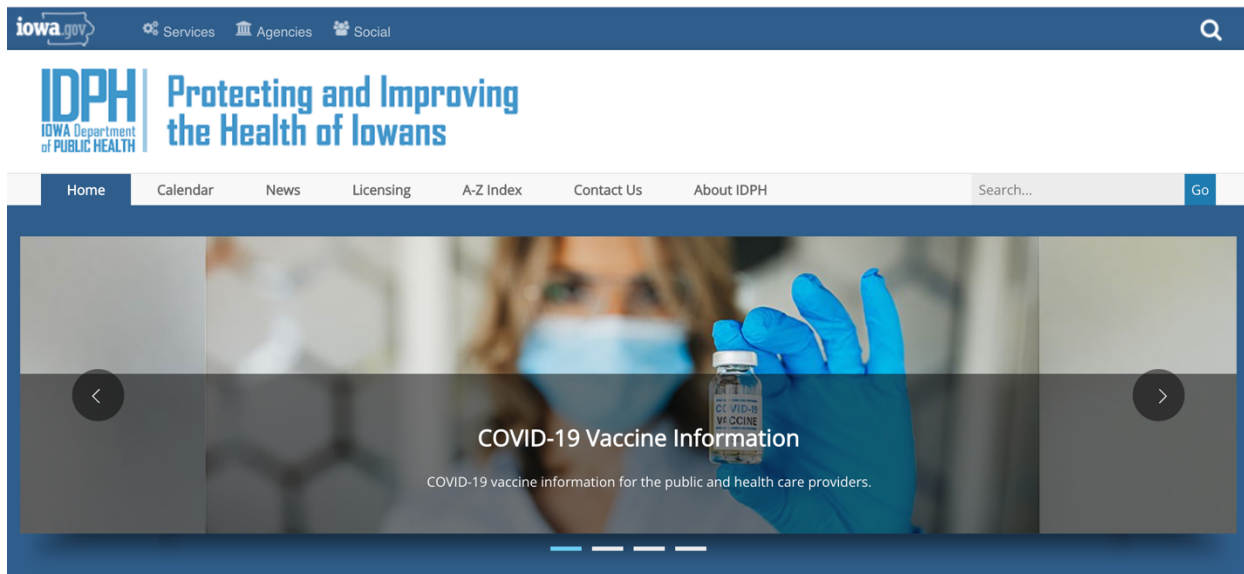 iowa.gov
Services
Agencies
Social
IDPH
IOWA Department
of PUBLIC HEALTH
Protecting and Improving
the Health of Iowans
Home
Calendar
News
Licensing
A-Z Index
Contact Us
About IDPH
Search...
Go
COVID-19
VACCINE
COVID-19 Vaccine Information
COVID-19 vaccine information for the public and health care providers.